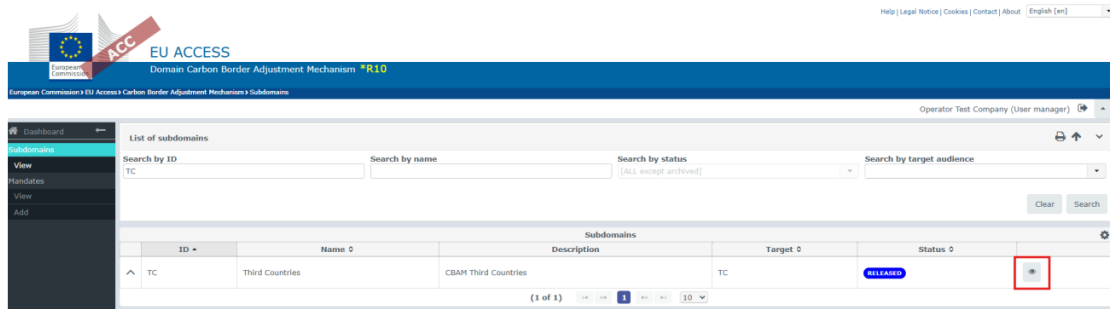 Help | Legal Notice | Cookies | Contact | About English [en]
ACC
EU ACCESS
European
Commission
Domain Carbon Border Adjustment Mechanism *R10
European Commission > EU Access > Carbon Border Adjustment Mechanism > Subdomains
Operator Test Company (User manager)
Dashboard
Subdomains
View
Mandates
View
Add
List of subdomains
Search by ID Search by name Search by status Search by target audience
TC [ALL except archived]
Clear Search
Subdomains
ID Name Description Target Status
TC Third Countries CBAM Third Countries TC RELEASED
(1 of 1) 1 10